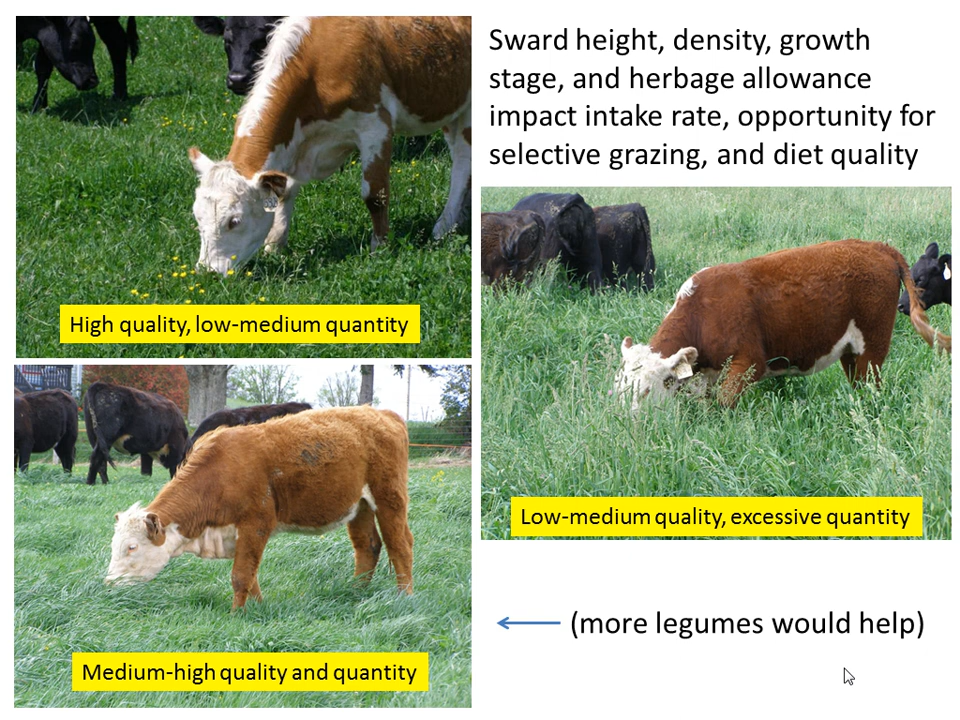 Sward height, density, growth
stage, and herbage allowance
impact intake rate, opportunity for
selective grazing, and diet quality
High quality, low-medium quantity
Low-medium quality, excessive quantity
(more legumes would help)
Medium-high quality and quantity